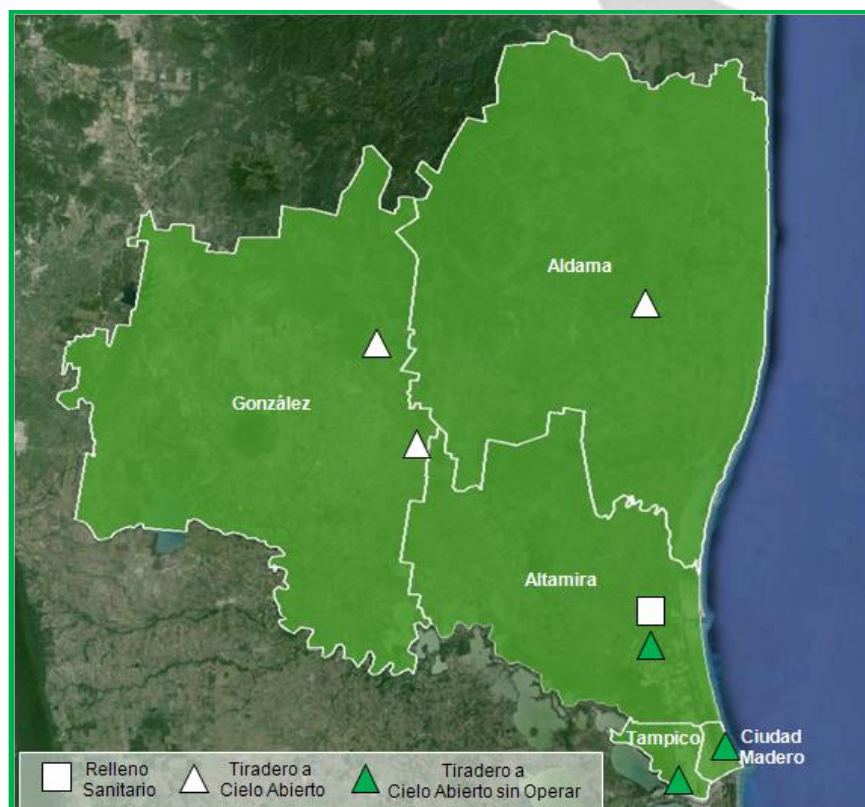 Aldama
González
Altamira
Tampico
Ciudad
Madero
Relleno
Sanitario
Tiradero a
Cielo Abierto
Tiradero a
Cielo Abierto sin Operar